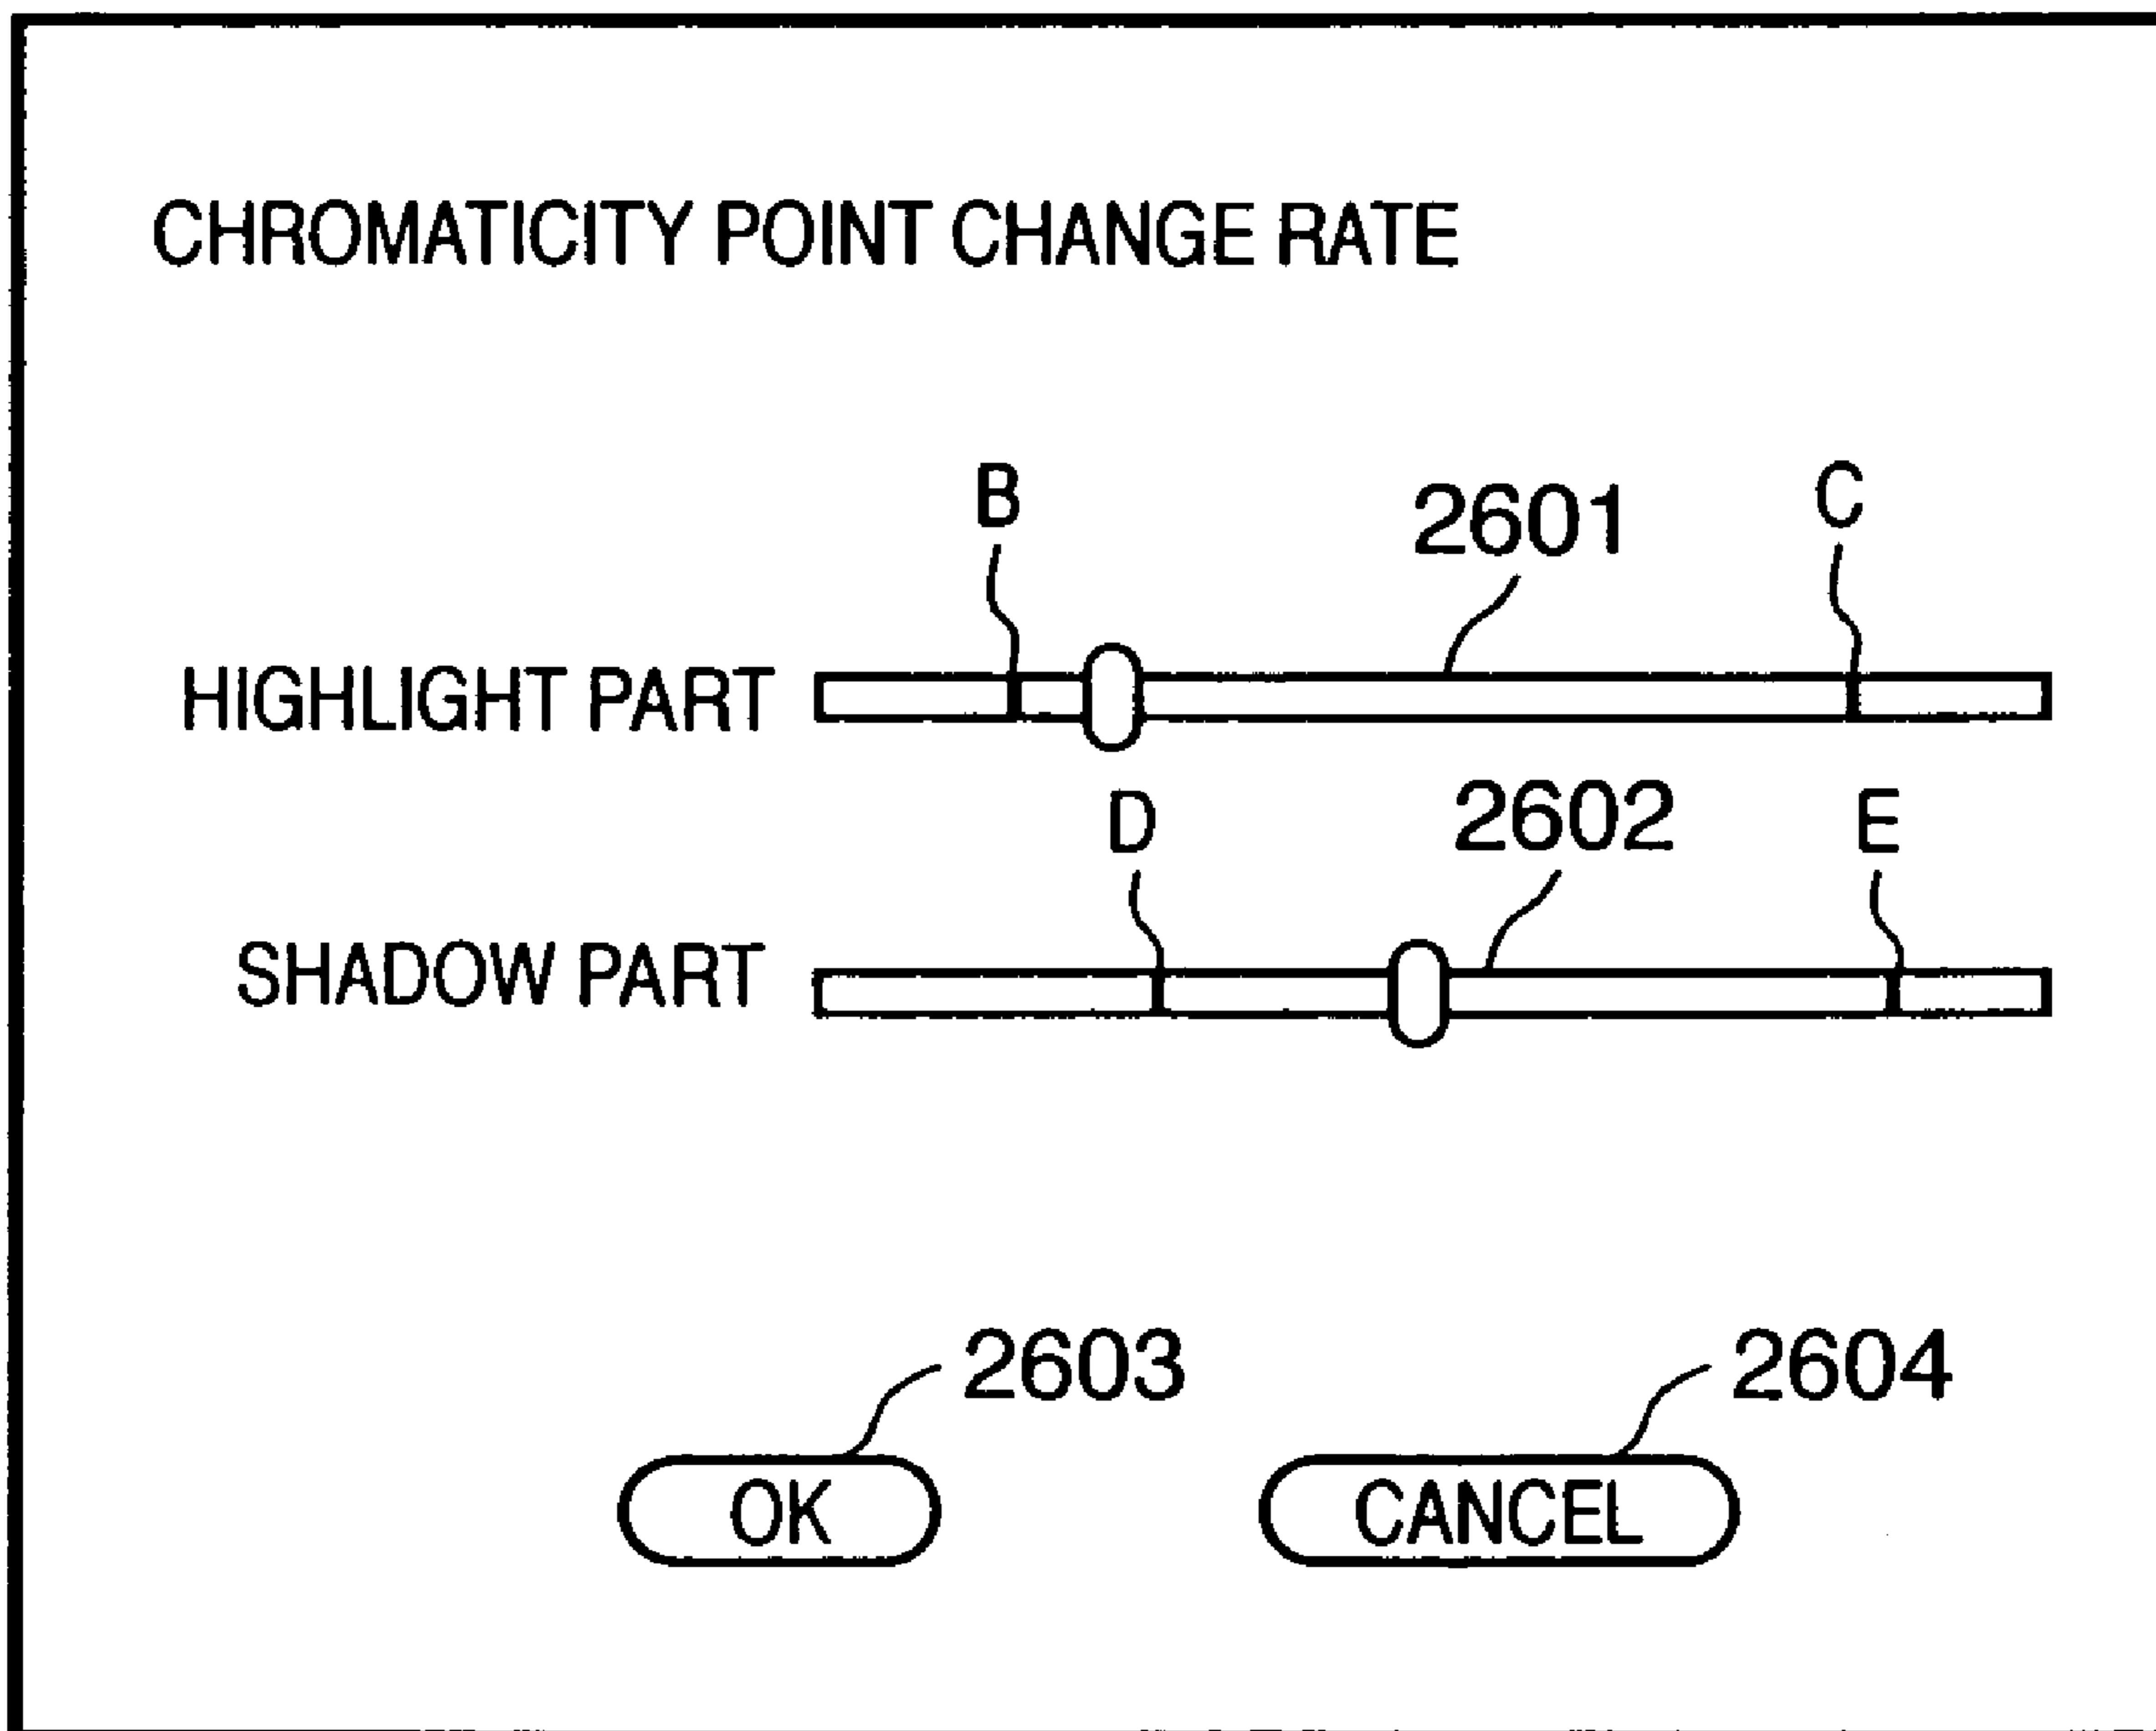 CHROMATICITY POINT CHANGE RATE
B 2601 C
HIGHLIGHT PART
D 2602 E
SHADOW PART
2603 2604
OK CANCEL